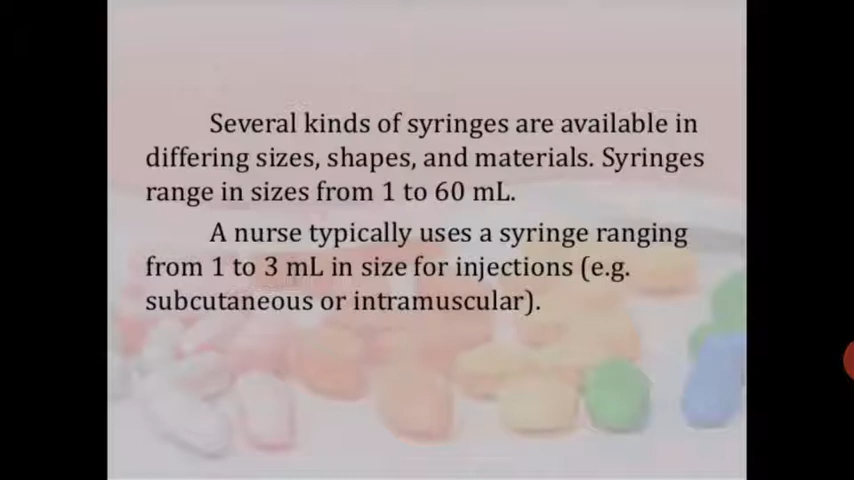 Several kinds of syringes are available in
differing sizes, shapes, and materials. Syringes
range in sizes from 1 to 60 mL.
A nurse typically uses a syringe ranging
from 1 to 3 mL in size for injections (e.g.
subcutaneous or intramuscular).